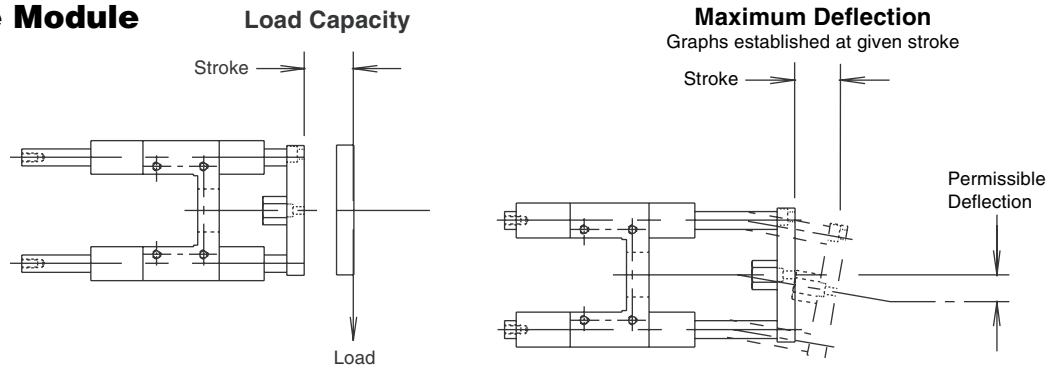 Module
Load Capacity
Stroke
Load
Maximum Deflection
Graphs established at given stroke
Stroke
Permissible
Deflection